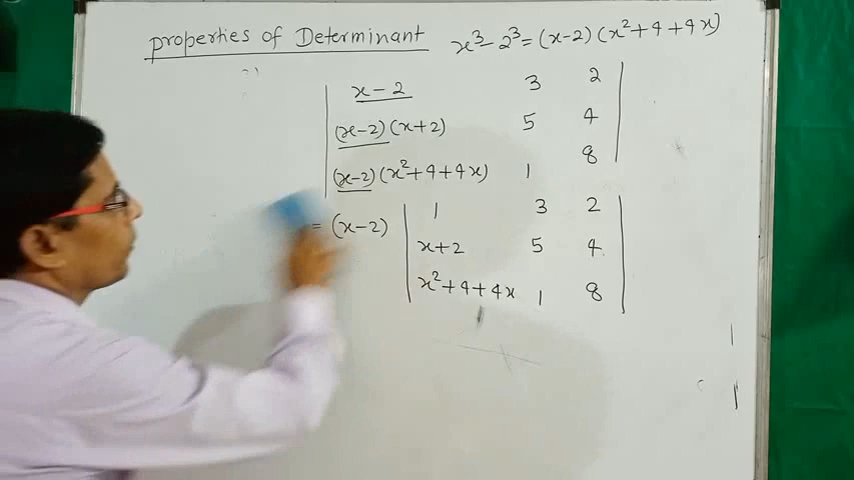 properties of Determinant x³-2³=(x-2)(x²+4+4x)
x-2 3 2
(x-2)(x+2) 5 4
(x-2)(x²+4+4x) 1 8
= (x-2) 1 3 2
x+2 5 4
x²+4+4x 1 8